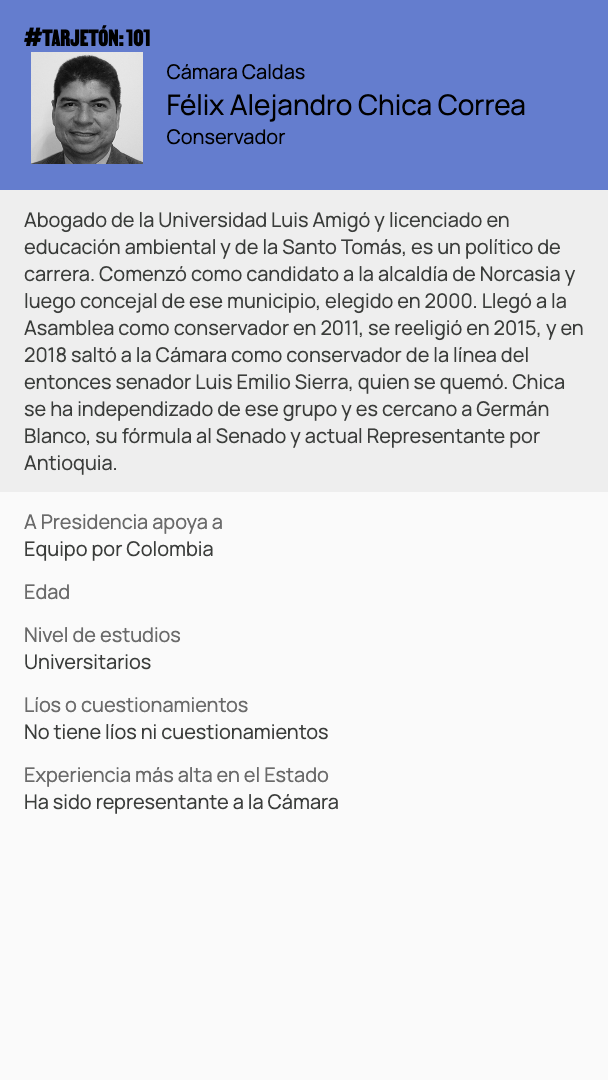 #TARJETÓN: 101
Cámara Caldas
Félix Alejandro Chica Correa
Conservador
Abogado de la Universidad Luis Amigó y licenciado en
educación ambiental y de la Santo Tomás, es un político de
carrera. Comenzó como candidato a la alcaldía de Norcasia y
luego concejal de ese municipio, elegido en 2000. Llegó a la
Asamblea como conservador en 2011, se reeligió en 2015, y en
2018 saltó a la Cámara como conservador de la línea del
entonces senador Luis Emilio Sierra, quien se quemó. Chica
se ha independizado de ese grupo y es cercano a Germán
Blanco, su fórmula al Senado y actual Representante por
Antioquia.
A Presidencia apoya a
Equipo por Colombia
Edad
Nivel de estudios
Universitarios
Líos o cuestionamientos
No tiene líos ni cuestionamientos
Experiencia más alta en el Estado
Ha sido representante a la Cámara